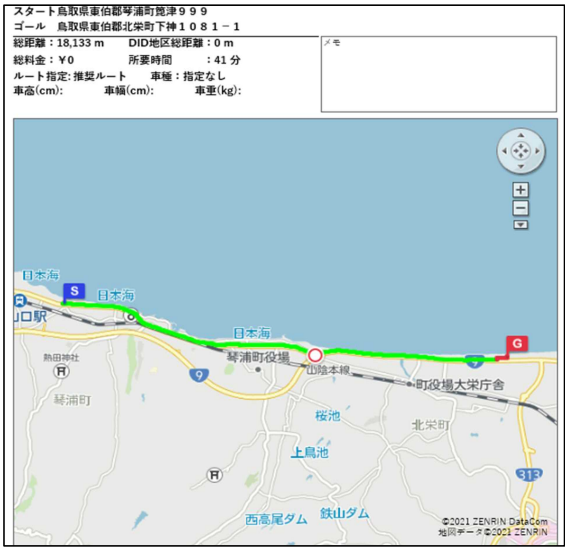 スタート鳥取県東伯郡琴浦町箆津９９９
ゴール　鳥取県東伯郡北栄町下神１０８１－１
総距離：18,133 m　DID地区総距離：0 m
総料金：￥0　所要時間　：41 分
ルート指定: 推奨ルート　車種：指定なし
車高(cm):　車幅(cm):　車重(kg):
メモ
日本海
S
日本海
山口駅
日本海
G
琴浦町役場
山陰本線
9
熱田神社
9
町役場大栄庁舎
琴浦町
桜池
北栄町
上鳥池
313
西高尾ダム
鉄山ダム
©2021 ZENRIN DataCom
地図データ©2021 ZENRIN